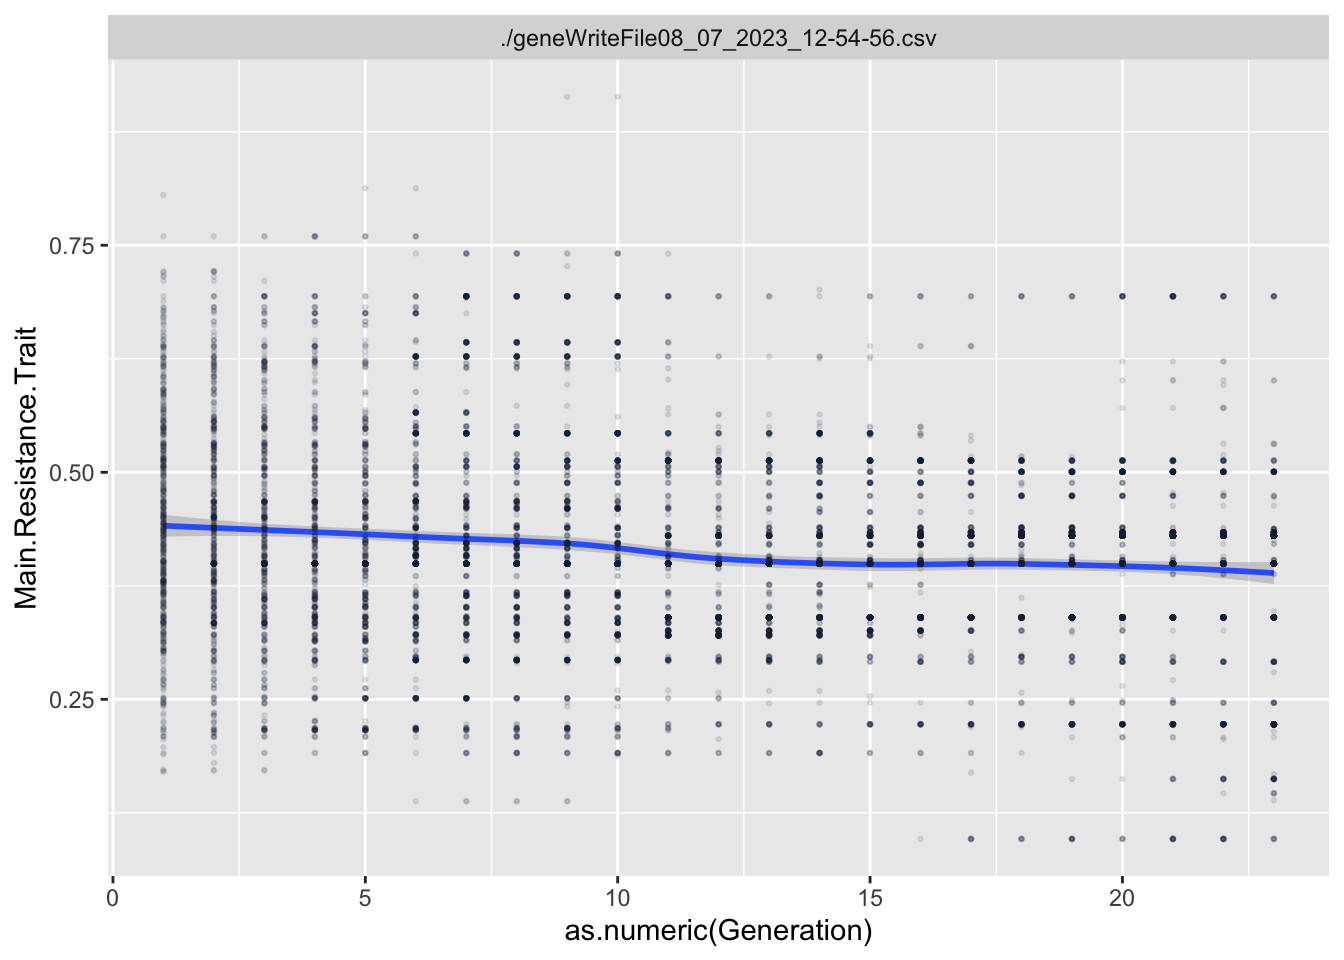 ./geneWriteFile08_07_2023_12-54-56.csv
Main.Resistance.Trait
0.75
0.50
0.25
0
5
10
15
20
as.numeric(Generation)